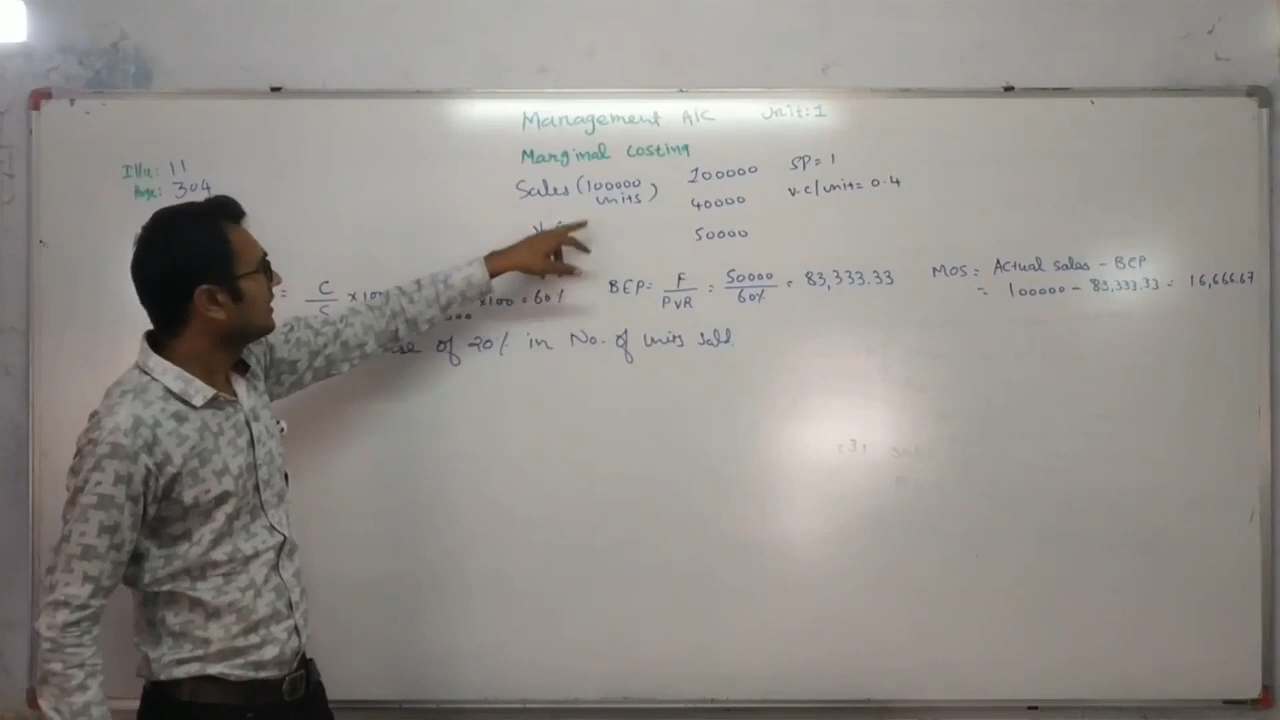 Management A/C Unit: 1
Marginal Costing
Illu: 11
Page: 304
Sales (100000 units) 100000 SP = 1
40000 v.c/unit = 0.4
50000
= C/S × 100 ×100 = 60%
BEP = F/PVR = 50000/60% = 83,333.33
MOS = Actual sales - BEP
= 100000 - 83,333.33 = 16,666.67
of 20% in No. of units sold.